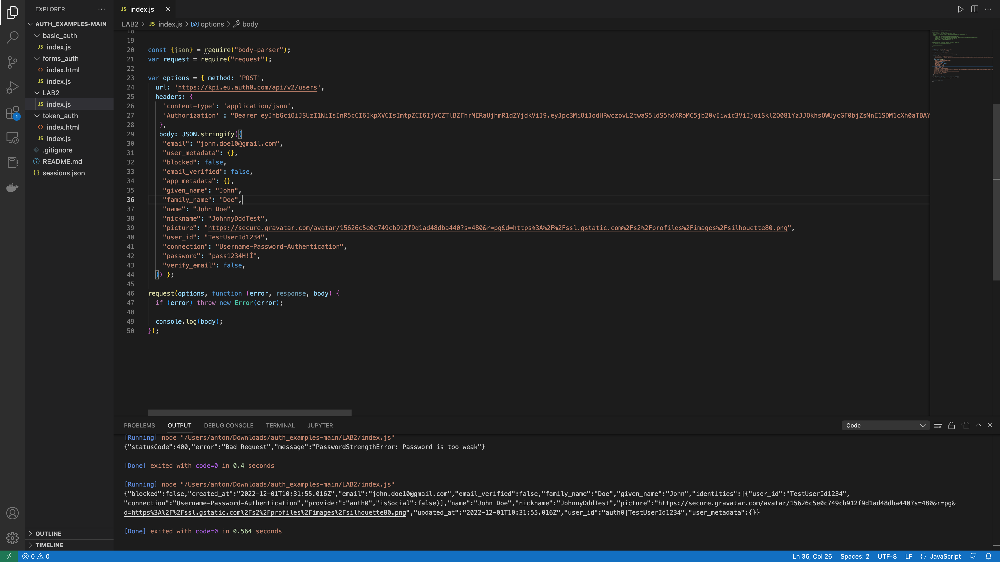 EXPLORER
AUTH_EXAMPLES-MAIN
basic_auth
JS index.js
forms_auth
<> index.html
JS index.js
LAB2
JS index.js
token_auth
<> index.html
JS index.js
.gitignore
README.md
{} sessions.json
OUTLINE
TIMELINE
1
JS index.js
LAB2 > JS index.js > options > body
18
19
20 const {json} = require("body-parser");
21 var request = require("request");
22
23 var options = { method: 'POST',
24 url: 'https://kpi.eu.auth0.com/api/v2/users',
25 headers: {
26 'content-type': 'application/json',
27 'Authorization' : "Bearer
28 },
29 body: JSON.stringify({
30 "email": "john.doe10@gmail.com",
31 "user_metadata": {},
32 "blocked": false,
33 "email_verified": false,
34 "app_metadata": {},
35 "given_name": "John",
36 "family_name": "Doe",
37 "name": "John Doe",
38 "nickname": "JohnnyDddTest",
39 "picture": "https://secure.gravatar.com/avatar/15626c5e0c749cb912f9d1ad48dba440?s=480&r=pg&d=https%3A%2F%2Fssl.gstatic.com%2Fs2%2Fprofiles%2Fimages%2Fsilhouette80.png",
40 "user_id": "TestUserId1234",
41 "connection": "Username-Password-Authentication",
42 "password": "pass1234H!Í",
43 "verify_email": false,
44 }) };
45
46 request(options, function (error, response, body) {
47 if (error) throw new Error(error);
48
49 console.log(body);
50 });
PROBLEMS OUTPUT DEBUG CONSOLE TERMINAL JUPYTER
Code
[Running] node "/Users/anton/Downloads/auth_examples-main/LAB2/index.js"
{"statusCode":400,"error":"Bad Request","message":"PasswordStrengthError: Password is too weak"}
[Done] exited with code=0 in 0.4 seconds
[Running] node "/Users/anton/Downloads/auth_examples-main/LAB2/index.js"
{"blocked":false,"created_at":"2022-12-01T10:31:55.016Z","email":"john.doe10@gmail.com","email_verified":false,"family_name":"Doe","given_name":"John","identities":[{"user_id":"TestUserId1234",
"connection":"Username-Password-Authentication","provider":"auth0","isSocial":false}],"name":"John Doe","nickname":"JohnnyDddTest","picture":"https://secure.gravatar.com/avatar/15626c5e0c749cb912f9d1ad48dba440?s=480&r=pg&
d=https%3A%2F%2Fssl.gstatic.com%2Fs2%2Fprofiles%2Fimages%2Fsilhouette80.png","updated_at":"2022-12-01T10:31:55.016Z","user_id":"auth0|TestUserId1234","user_metadata":{}}
[Done] exited with code=0 in 0.564 seconds
0 0
Ln 36, Col 26 Spaces: 2 UTF-8 LF {} JavaScript